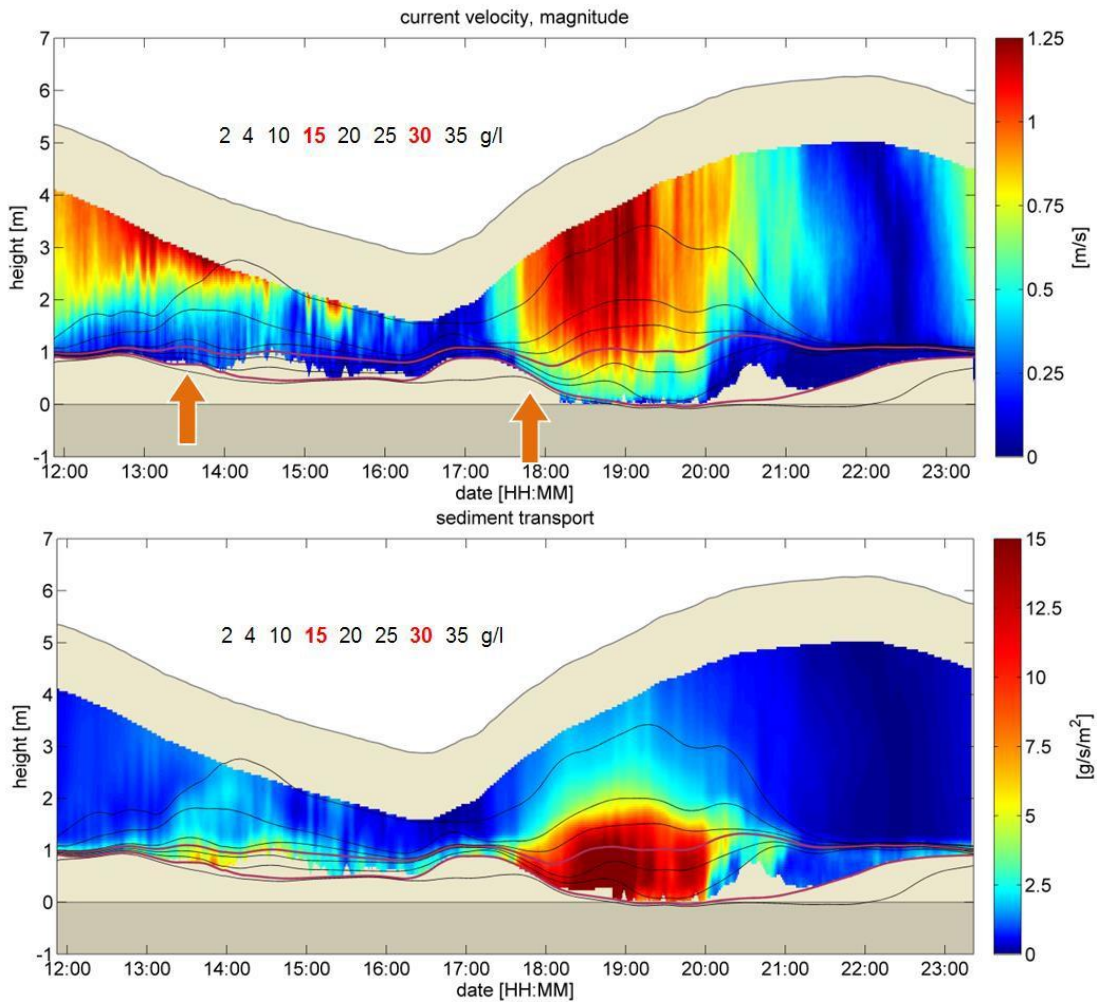 current velocity, magnitude
7
6
5
4
3
2
1
0
-1
height [m]
2 4 10 15 20 25 30 35 g/l
1.25
1
0.75
0.5
0.25
0
[m/s]
12:00 13:00 14:00 15:00 16:00 17:00 18:00 19:00 20:00 21:00 22:00 23:00
date [HH:MM]
sediment transport
7
6
5
4
3
2
1
0
-1
height [m]
2 4 10 15 20 25 30 35 g/l
15
12.5
10
7.5
5
2.5
0
[g/s/m²]
12:00 13:00 14:00 15:00 16:00 17:00 18:00 19:00 20:00 21:00 22:00 23:00
date [HH:MM]